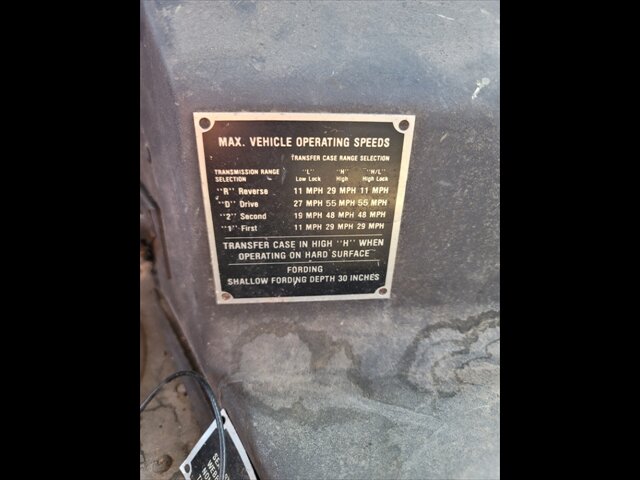 MAX. VEHICLE OPERATING SPEEDS
TRANSFER CASE RANGE SELECTION
TRANSMISSION RANGE SELECTION "L" Low Lock "H" High "H/L" High Lock
"R" Reverse 11 MPH 29 MPH 11 MPH
"D" Drive 27 MPH 55 MPH 55 MPH
"2" Second 19 MPH 48 MPH 48 MPH
"1" First 11 MPH 29 MPH 29 MPH
TRANSFER CASE IN HIGH "H" WHEN
OPERATING ON HARD SURFACE
FORDING
SHALLOW FORDING DEPTH 30 INCHES